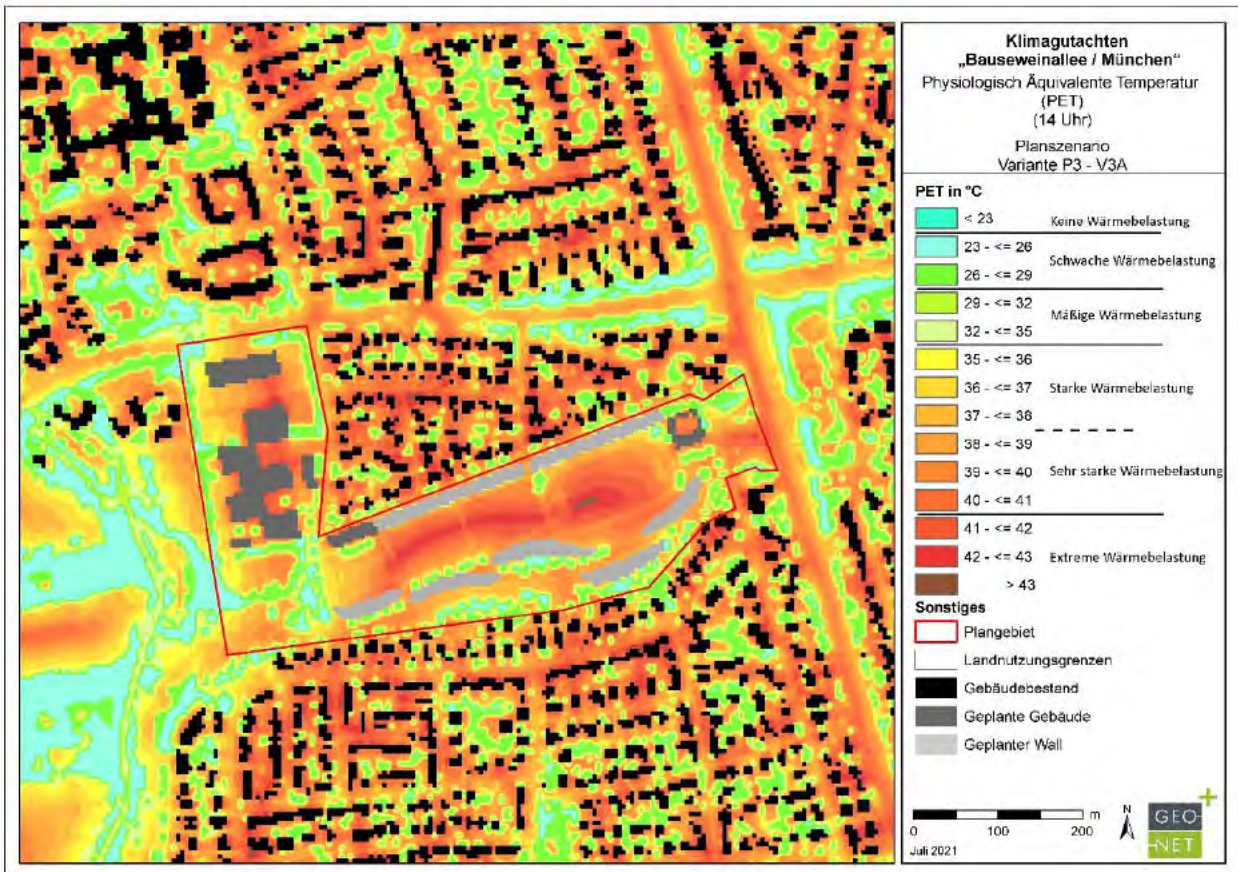 Klimagutachten
„Bauseweinallee / München“
Physiologisch Äquivalente Temperatur
(PET)
(14 Uhr)
Planszenario
Variante P3 - V3A
PET in °C
< 23 Keine Wärmebelastung
23 - <= 26
Schwache Wärmebelastung
26 - <= 29
29 - <= 32
Mäßige Wärmebelastung
32 - <= 35
35 - <= 36
36 - <= 37 Starke Wärmebelastung
37 - <= 38
38 - <= 39
39 - <= 40 Sehr starke Wärmebelastung
40 - <= 41
41 - <= 42
42 - <= 43 Extreme Wärmebelastung
> 43
Sonstiges
Plangebiet
Landnutzungsgrenzen
Gebäudebestand
Geplante Gebäude
Geplanter Wall
m
0 100 200
N
Juli 2021
GEO-
NET